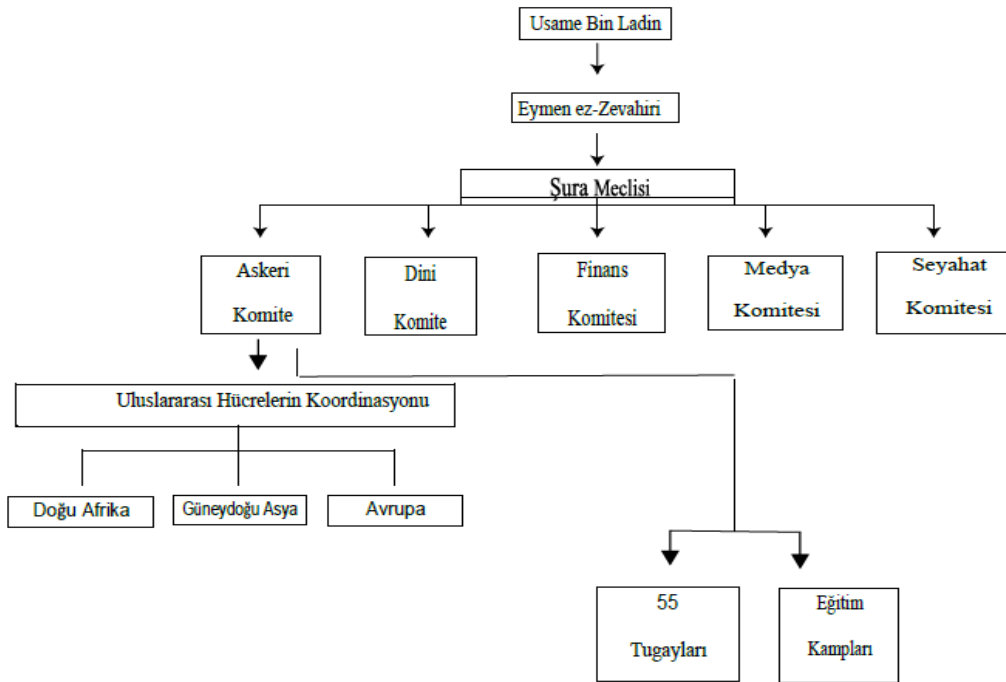 Usame Bin Ladin
Eymen ez-Zevahiri
Şura Meclisi
Askeri
Komite
Dini
Komite
Finans
Komitesi
Medya
Komitesi
Seyahat
Komitesi
Uluslararası Hücrelerin Koordinasyonu
Doğu Afrika
Güneydoğu Asya
Avrupa
55
Tugayları
Eğitim
Kampları